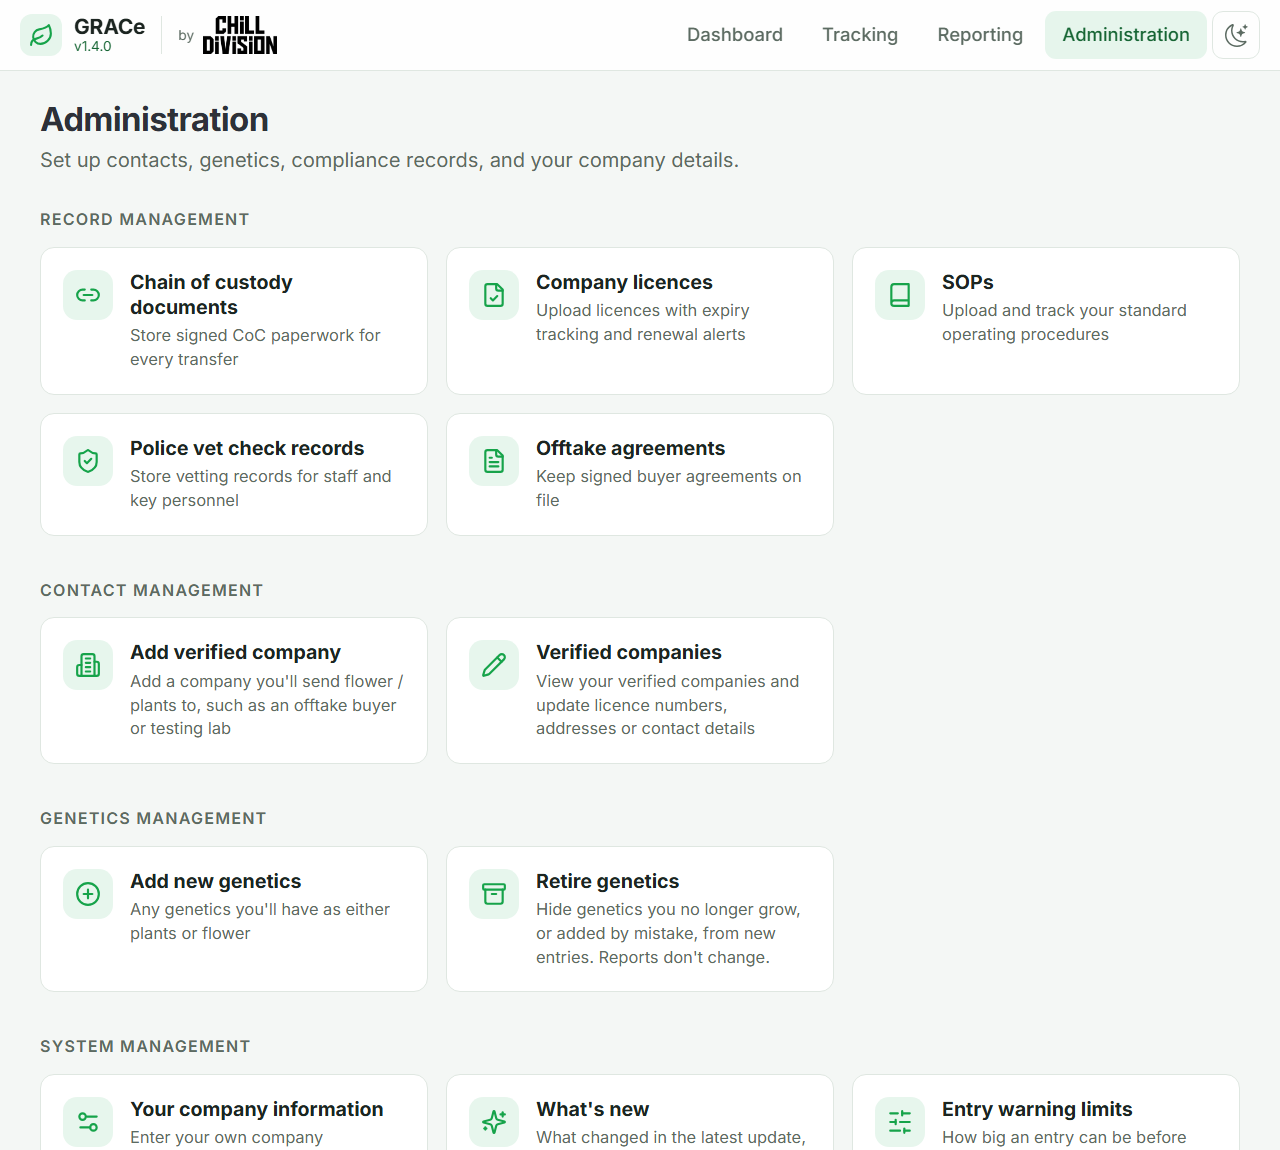 GRACe
v1.4.0
by
CHILL
DIVISION
Dashboard
Tracking
Reporting
Administration
Administration
Set up contacts, genetics, compliance records, and your company details.
RECORD MANAGEMENT
Chain of custody
documents
Store signed CoC paperwork for
every transfer
Company licences
Upload licences with expiry
tracking and renewal alerts
SOPs
Upload and track your standard
operating procedures
Police vet check records
Store vetting records for staff and
key personnel
Offtake agreements
Keep signed buyer agreements on
file
CONTACT MANAGEMENT
Add verified company
Add a company you'll send flower /
plants to, such as an offtake buyer
or testing lab
Verified companies
View your verified companies and
update licence numbers,
addresses or contact details
GENETICS MANAGEMENT
Add new genetics
Any genetics you'll have as either
plants or flower
Retire genetics
Hide genetics you no longer grow,
or added by mistake, from new
entries. Reports don't change.
SYSTEM MANAGEMENT
Your company information
Enter your own company
What's new
What changed in the latest update,
Entry warning limits
How big an entry can be before